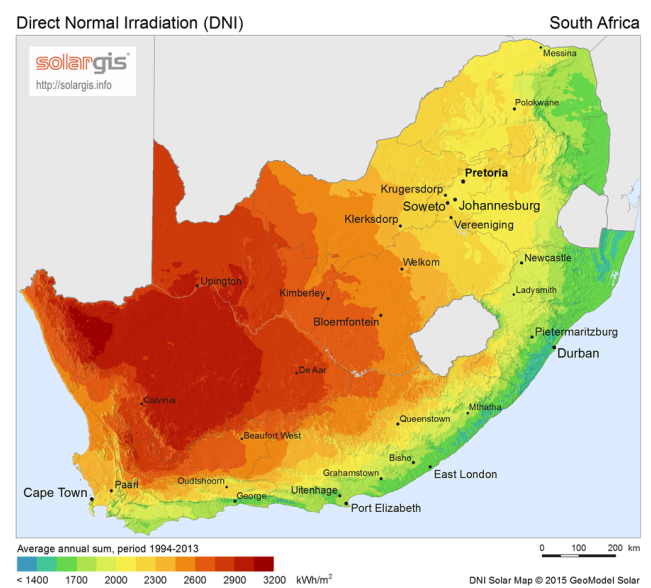 Direct Normal Irradiation (DNI) South Africa
solargis
http://solargis.info
Messina
Polokwane
Pretoria
Krugersdorp
Soweto Johannesburg
Klerksdorp
Vereeniging
Welkom
Newcastle
Upington
Kimberley
Ladysmith
Bloemfontein
Pietermaritzburg
Durban
De Aar
Calvinia
Mthatha
Queenstown
Beaufort West
Bisho
Grahamstown
East London
Oudtshoorn
Paarl
Uitenhage
Cape Town
George
Port Elizabeth
Average annual sum, period 1994-2013
0 100 200 km
< 1400 1700 2000 2300 2600 2900 3200 kWh/m²
DNI Solar Map © 2015 GeoModel Solar